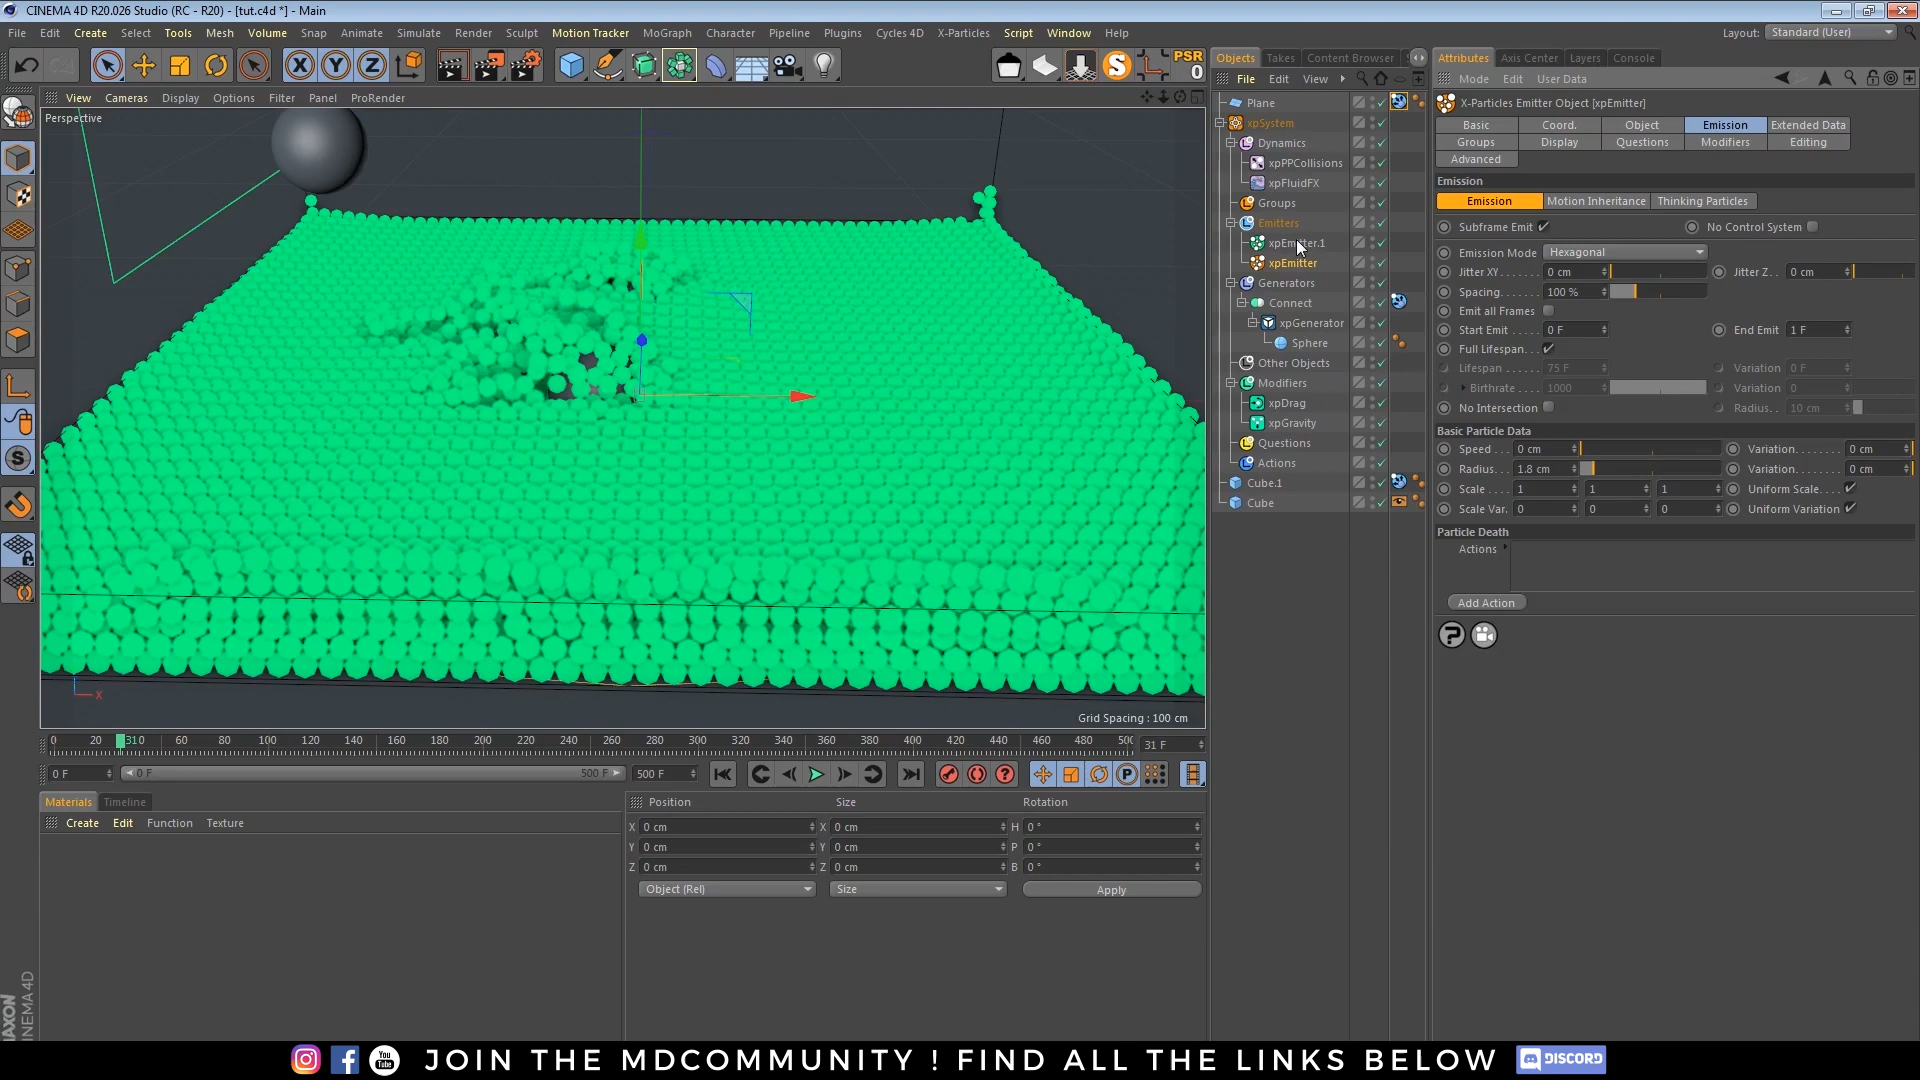 CINEMA 4D R20.026 Studio (RC - R20) - [tut.c4d *] - Main
File Edit Create Select Tools Mesh Volume Snap Animate Simulate Render Sculpt Motion Tracker MoGraph Character Pipeline Plugins Cycles 4D X-Particles Script Window Help Layout: Standard (User)
X Y Z S PSR 0
Objects Takes Content Browser
Attributes Axis Center Layers Console
File Edit View
Mode Edit User Data
View Cameras Display Options Filter Panel ProRender
Perspective
X
Grid Spacing : 100 cm
Plane
xpSystem
Dynamics
xpPPCollisions
xpFluidFX
Groups
Emitters
xpEmitter.1
xpEmitter
Generators
Connect
xpGenerator
Sphere
Other Objects
Modifiers
xpDrag
xpGravity
Questions
Actions
Cube.1
Cube
X-Particles Emitter Object [xpEmitter]
Basic Coord. Object Emission Extended Data
Groups Display Questions Modifiers Editing
Advanced
Emission
Emission Motion Inheritance Thinking Particles
Subframe Emit No Control System
Emission Mode Hexagonal
Jitter XY 0 cm Jitter Z 0 cm
Spacing 100 %
Emit all Frames
Start Emit 0 F End Emit 1 F
Full Lifespan
Lifespan 75 F Variation 0 F
Birthrate 1000 Variation 0
No Intersection Radius 10 cm
Basic Particle Data
Speed 0 cm Variation 0 cm
Radius 1.8 cm Variation 0 cm
Scale 1 1 1 Uniform Scale
Scale Var. 0 0 0 Uniform Variation
Particle Death
Actions
Add Action
0 20 310 60 80 100 120 140 160 180 200 220 240 260 280 300 320 340 360 380 400 420 440 460 480 500 31 F
0 F 0 F 500 F 500 F
Materials Timeline
Create Edit Function Texture
Position Size Rotation
X 0 cm X 0 cm H 0 °
Y 0 cm Y 0 cm P 0 °
Z 0 cm Z 0 cm B 0 °
Object (Rel) Size Apply
MAXON
CINEMA 4D
JOIN THE MDCOMMUNITY ! FIND ALL THE LINKS BELOW DISCORD